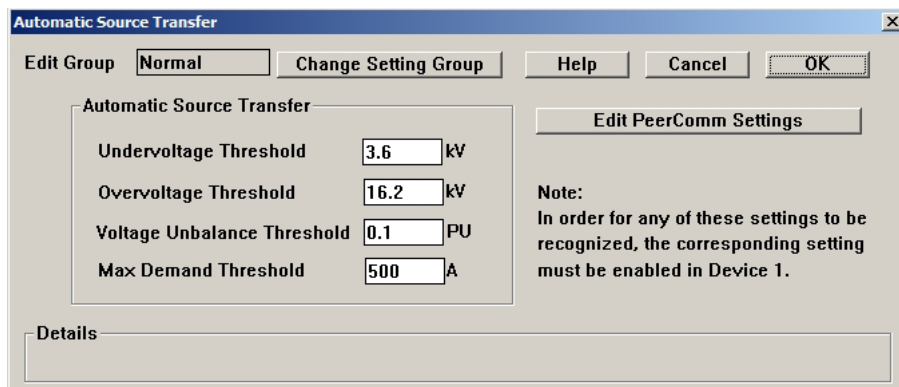 Automatic Source Transfer
Edit Group Normal Change Setting Group Help Cancel OK
Automatic Source Transfer
Edit PeerComm Settings
Undervoltage Threshold 3.6 kV
Overvoltage Threshold 16.2 kV
Voltage Unbalance Threshold 0.1 PU
Max Demand Threshold 500 A
Note:
In order for any of these settings to be
recognized, the corresponding setting
must be enabled in Device 1.
Details